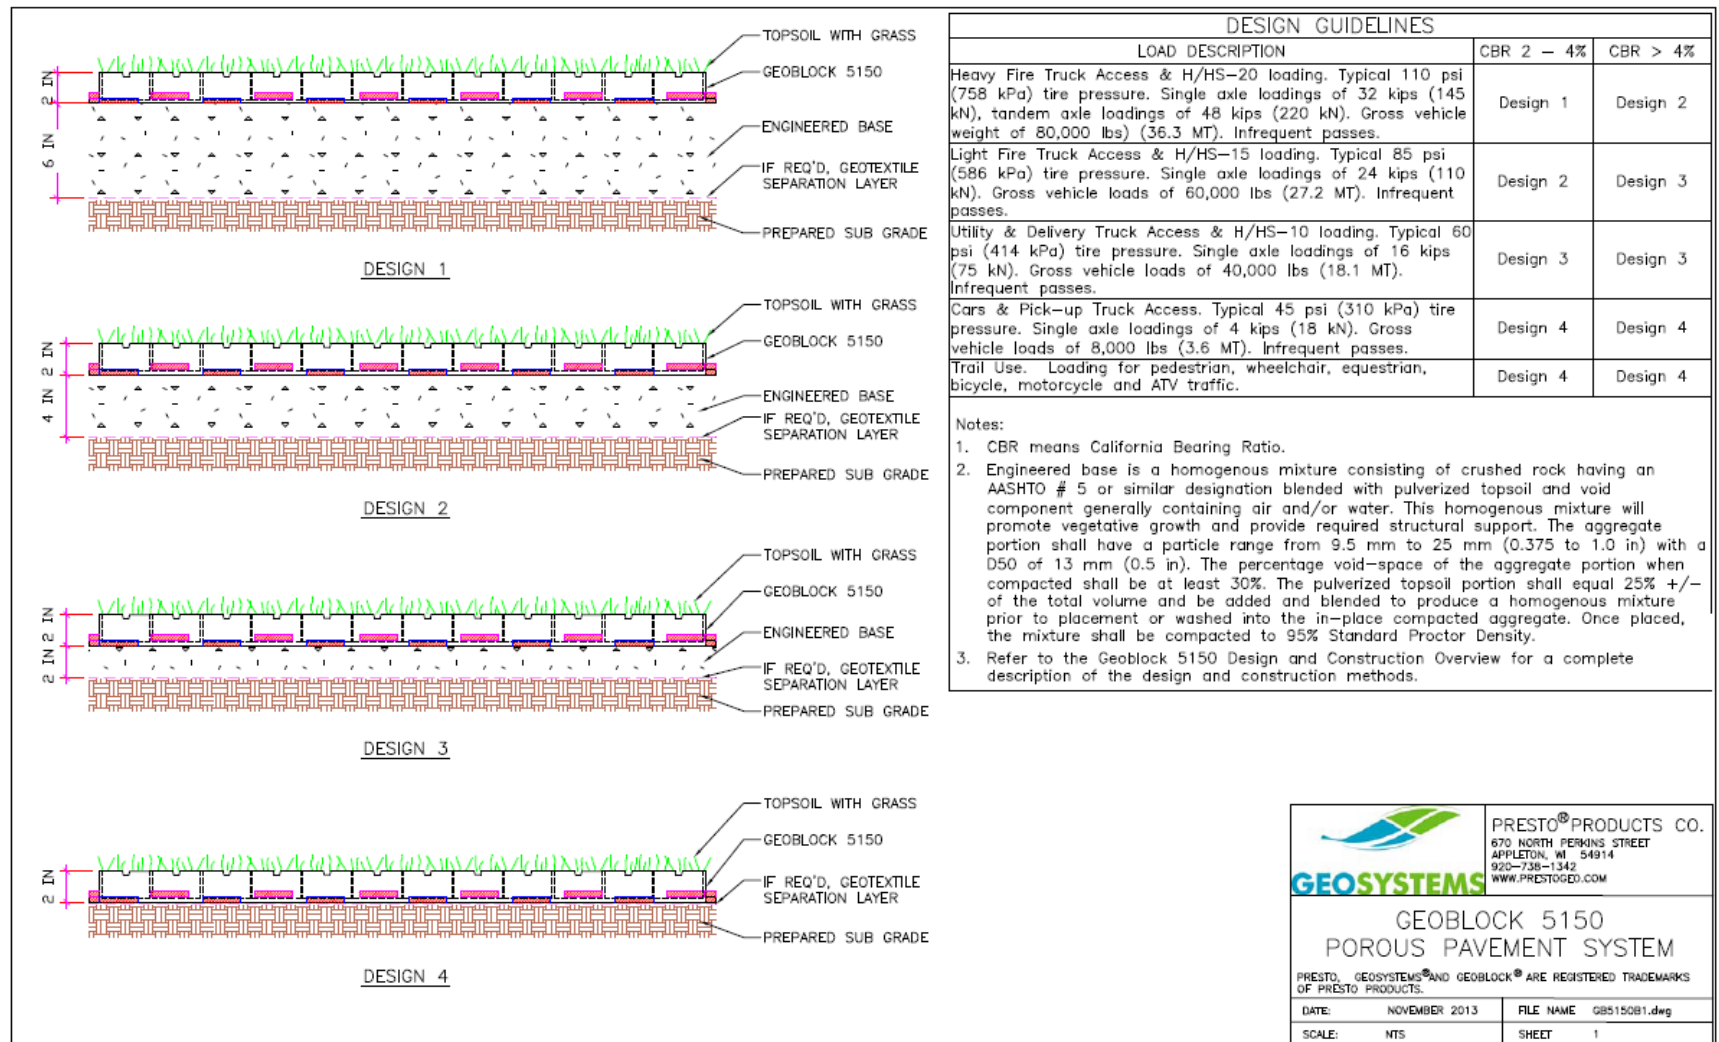 TOPSOIL WITH GRASS
GEOBLOCK 5150
ENGINEERED BASE
IF REQ'D, GEOTEXTILE
SEPARATION LAYER
PREPARED SUB GRADE
2 IN
6 IN
DESIGN 1
TOPSOIL WITH GRASS
GEOBLOCK 5150
ENGINEERED BASE
IF REQ'D, GEOTEXTILE
SEPARATION LAYER
PREPARED SUB GRADE
2 IN
4 IN
DESIGN 2
TOPSOIL WITH GRASS
GEOBLOCK 5150
ENGINEERED BASE
IF REQ'D, GEOTEXTILE
SEPARATION LAYER
PREPARED SUB GRADE
2 IN
2 IN
DESIGN 3
TOPSOIL WITH GRASS
GEOBLOCK 5150
IF REQ'D, GEOTEXTILE
SEPARATION LAYER
PREPARED SUB GRADE
2 IN
DESIGN 4
DESIGN GUIDELINES
LOAD DESCRIPTION CBR 2 – 4% CBR > 4%
Heavy Fire Truck Access & H/HS–20 loading. Typical 110 psi
(758 kPa) tire pressure. Single axle loadings of 32 kips (145
kN), tandem axle loadings of 48 kips (220 kN). Gross vehicle
weight of 80,000 lbs) (36.3 MT). Infrequent passes.
Design 1 Design 2
Light Fire Truck Access & H/HS–15 loading. Typical 85 psi
(586 kPa) tire pressure. Single axle loadings of 24 kips (110
kN). Gross vehicle loads of 60,000 lbs (27.2 MT). Infrequent
passes.
Design 2 Design 3
Utility & Delivery Truck Access & H/HS–10 loading. Typical 60
psi (414 kPa) tire pressure. Single axle loadings of 16 kips
(75 kN). Gross vehicle loads of 40,000 lbs (18.1 MT).
Infrequent passes.
Design 3 Design 3
Cars & Pick–up Truck Access. Typical 45 psi (310 kPa) tire
pressure. Single axle loadings of 4 kips (18 kN). Gross
vehicle loads of 8,000 lbs (3.6 MT). Infrequent passes.
Design 4 Design 4
Trail Use. Loading for pedestrian, wheelchair, equestrian,
bicycle, motorcycle and ATV traffic.
Design 4 Design 4
Notes:
1. CBR means California Bearing Ratio.
2. Engineered base is a homogenous mixture consisting of crushed rock having an
AASHTO # 5 or similar designation blended with pulverized topsoil and void
component generally containing air and/or water. This homogenous mixture will
promote vegetative growth and provide required structural support. The aggregate
portion shall have a particle range from 9.5 mm to 25 mm (0.375 to 1.0 in) with a
D50 of 13 mm (0.5 in). The percentage void–space of the aggregate portion when
compacted shall be at least 30%. The pulverized topsoil portion shall equal 25% +/–
of the total volume and be added and blended to produce a homogenous mixture
prior to placement or washed into the in–place compacted aggregate. Once placed,
the mixture shall be compacted to 95% Standard Proctor Density.
3. Refer to the Geoblock 5150 Design and Construction Overview for a complete
description of the design and construction methods.
GEOSYSTEMS
PRESTO® PRODUCTS CO.
670 NORTH PERKINS STREET
APPLETON, WI 54914
920–738–1342
WWW.PRESTOGEO.COM
GEOBLOCK 5150
POROUS PAVEMENT SYSTEM
PRESTO, GEOSYSTEMS® AND GEOBLOCK® ARE REGISTERED TRADEMARKS
OF PRESTO PRODUCTS.
DATE: NOVEMBER 2013 FILE NAME GB5150B1.dwg
SCALE: NTS SHEET 1